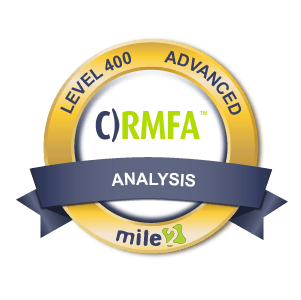 LEVEL 400 ADVANCED
C)RMFA™
ANALYSIS
mile2